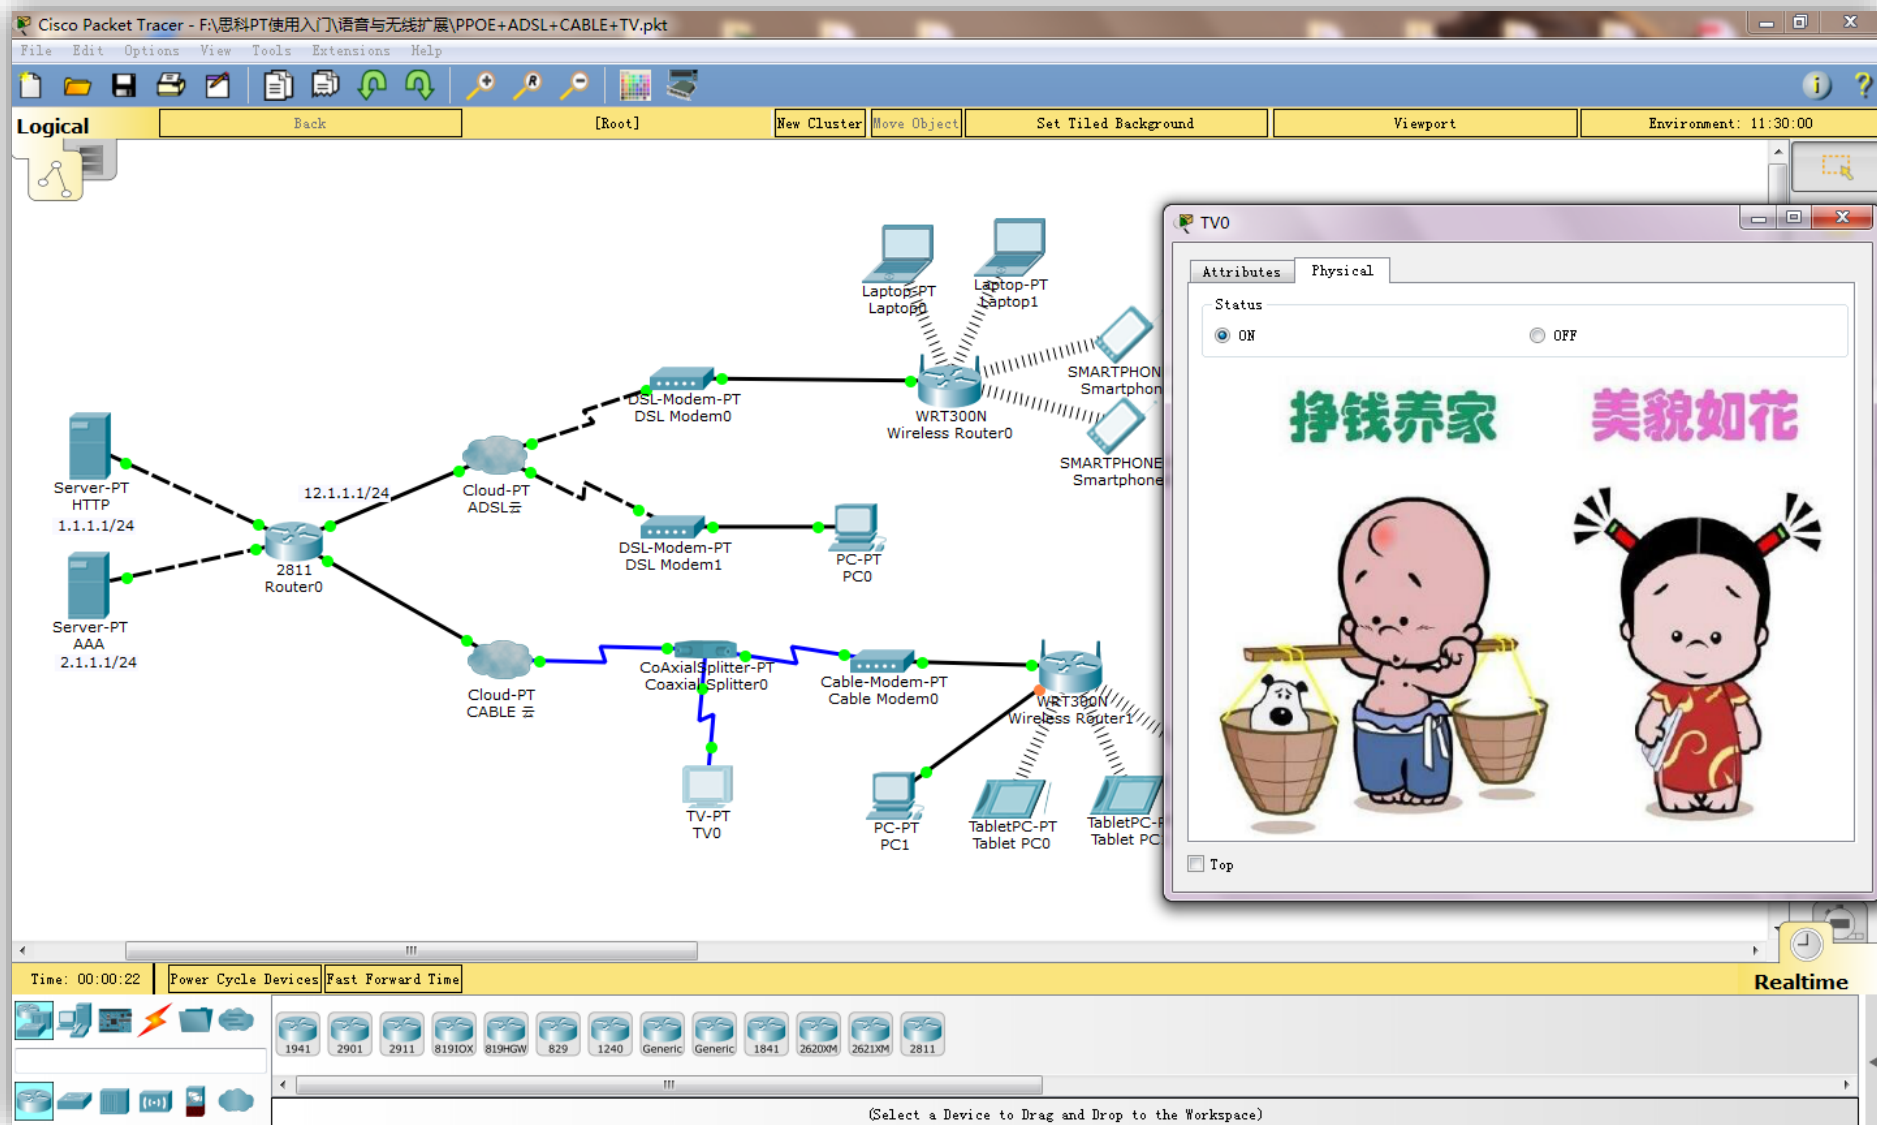 Cisco Packet Tracer - F:\思科PT使用入门\语音与无线扩展\PPOE+ADSL+CABLE+TV.pkt
File Edit Options View Tools Extensions Help
Logical
Back
[Root]
New Cluster
Move Object
Set Tiled Background
Viewport
Environment: 11:30:00
Laptop-PT
Laptop0
Laptop-PT
Laptop1
SMARTPHON
Smartphon
DSL-Modem-PT
DSL Modem0
WRT300N
Wireless Router0
SMARTPHONE
Smartphone
Server-PT
HTTP
1.1.1.1/24
12.1.1.1/24
Cloud-PT
ADSL云
DSL-Modem-PT
DSL Modem1
PC-PT
PC0
2811
Router0
Server-PT
AAA
2.1.1.1/24
Cloud-PT
CABLE 云
CoAxialSplitter-PT
Coaxial Splitter0
Cable-Modem-PT
Cable Modem0
WRT300N
Wireless Router1
TV-PT
TV0
PC-PT
PC1
TabletPC-PT
Tablet PC0
TabletPC-P
Tablet PC
TV0
Attributes
Physical
Status
ON
OFF
挣钱养家
美貌如花
Top
Time: 00:00:22
Power Cycle Devices
Fast Forward Time
Realtime
1941
2901
2911
819IOX
819HGW
829
1240
Generic
Generic
1841
2620XM
2621XM
2811
(Select a Device to Drag and Drop to the Workspace)